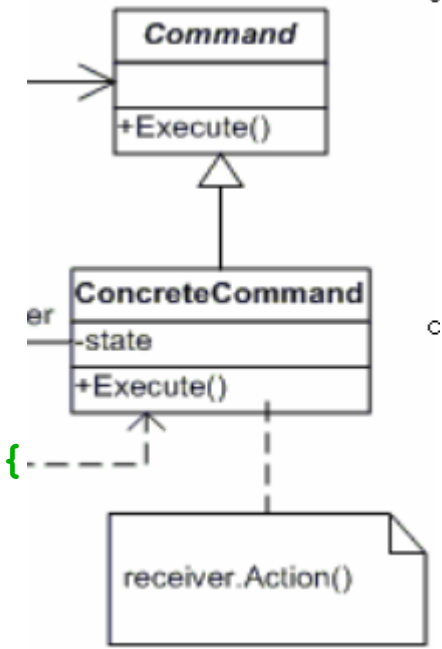 Command
+Execute()
ConcreteCommand
er
-state
+Execute()
{
receiver.Action()